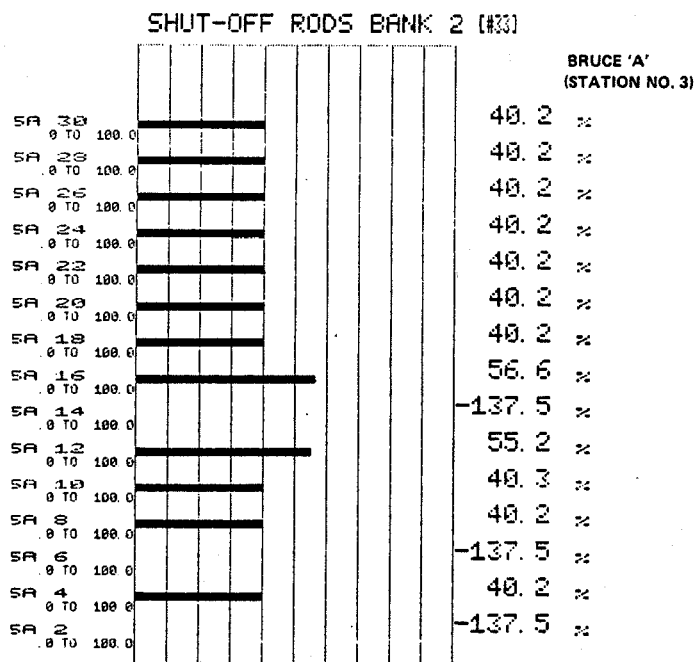 SHUT-OFF RODS BANK 2 [#33]
BRUCE 'A'
(STATION NO. 3)
SA 30 40.2 %
.0 TO 100.0
SA 28 40.2 %
.0 TO 100.0
SA 26 40.2 %
.0 TO 100.0
SA 24 40.2 %
.0 TO 100.0
SA 22 40.2 %
.0 TO 100.0
SA 20 40.2 %
.0 TO 100.0
SA 18 40.2 %
.0 TO 100.0
SA 16 56.6 %
.0 TO 100.0
SA 14 -137.5 %
.0 TO 100.0
SA 12 55.2 %
.0 TO 100.0
SA 10 40.3 %
.0 TO 100.0
SA 8 40.2 %
.0 TO 100.0
SA 6 -137.5 %
.0 TO 100.0
SA 4 40.2 %
.0 TO 100.0
SA 2 -137.5 %
.0 TO 100.0